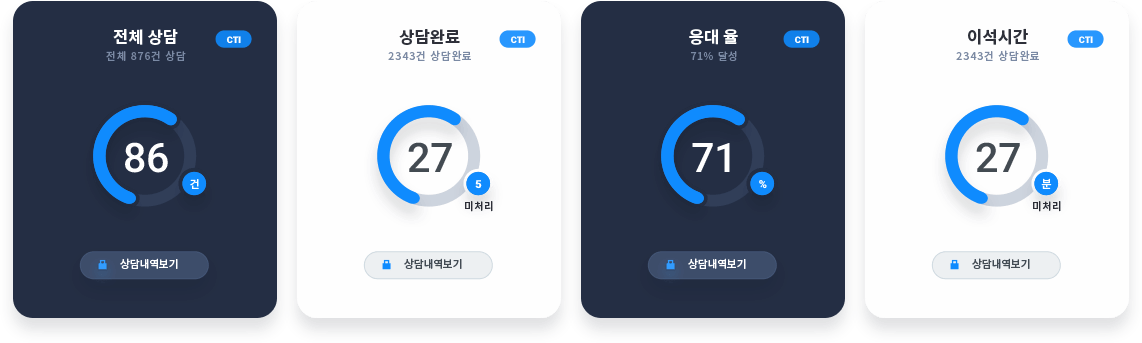 전체 상담
CTI
전체 876건 상담
86
건
상담내역보기
상담완료
CTI
2343건 상담완료
27
5
미처리
상담내역보기
응대 율
CTI
71% 달성
71
%
상담내역보기
이석시간
CTI
2343건 상담완료
27
분
미처리
상담내역보기